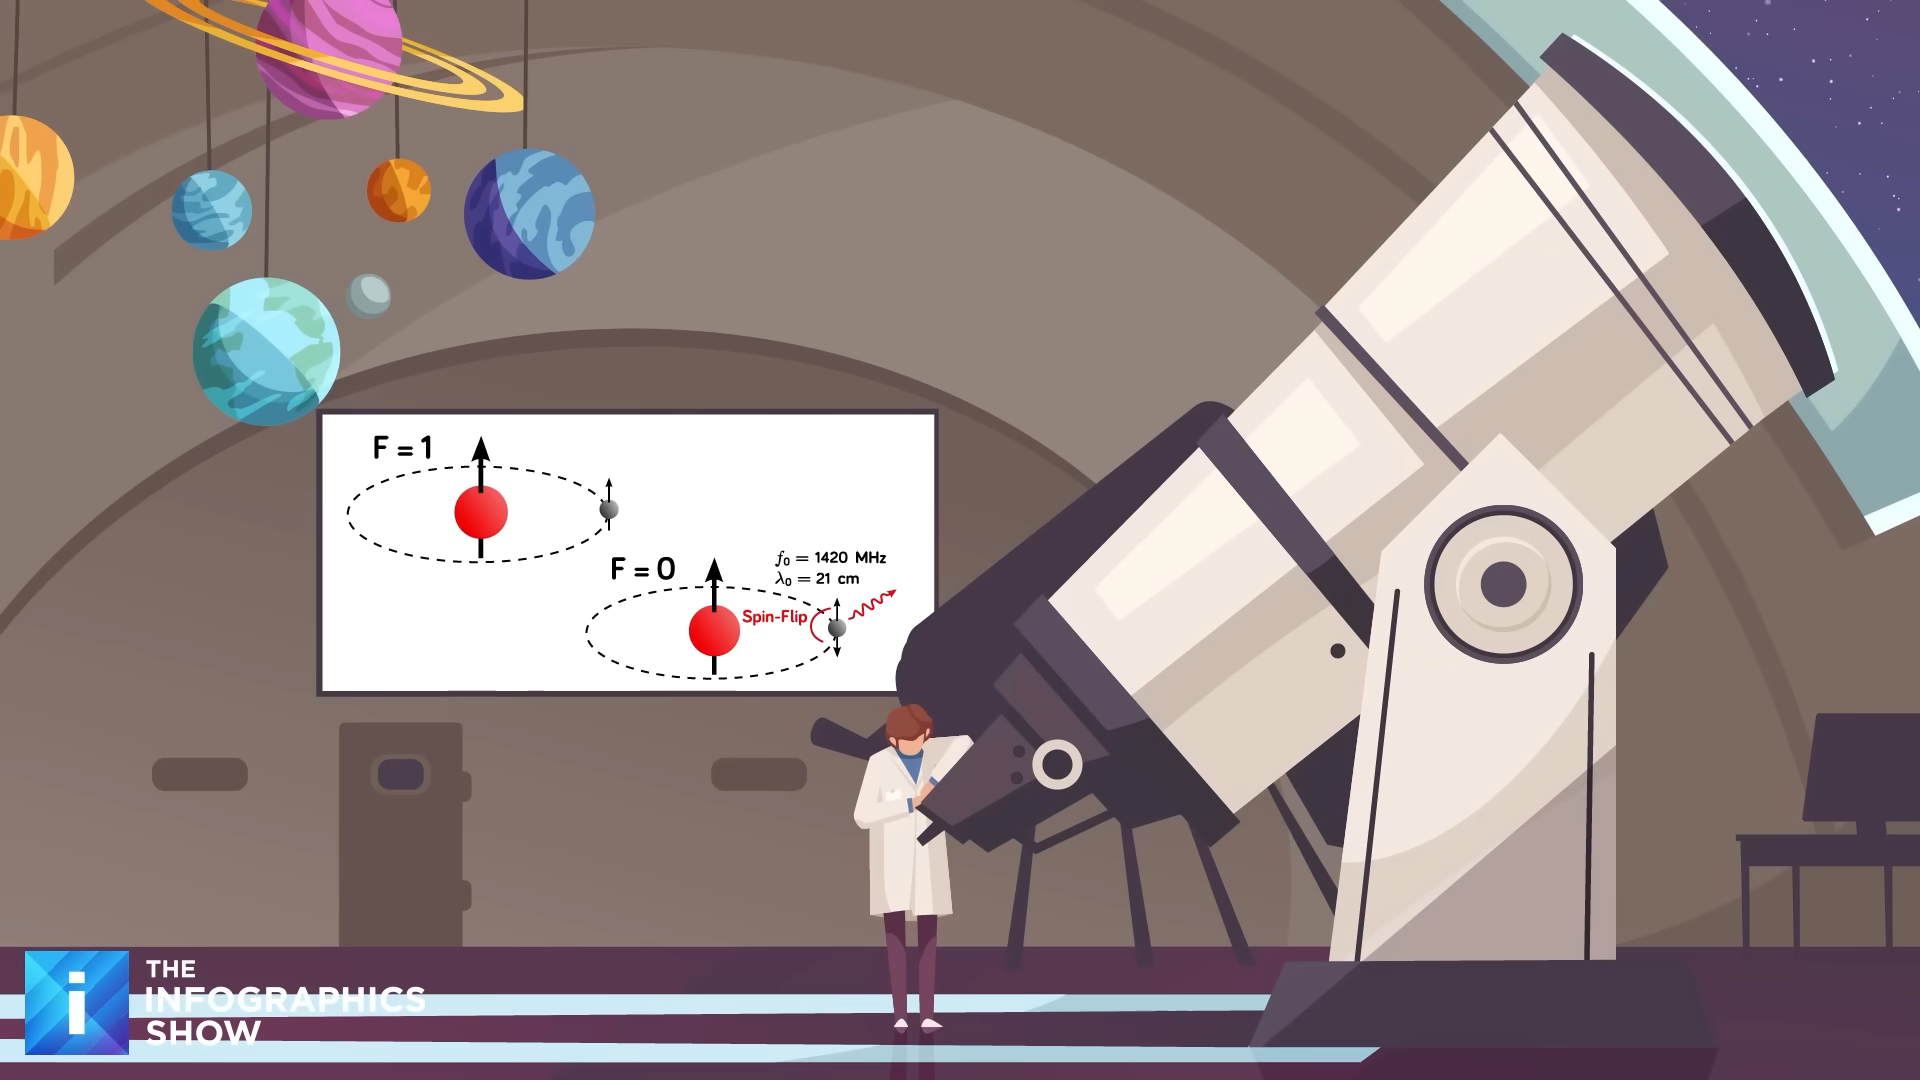 F = 1
F = 0
f₀ = 1420 MHz
λ₀ = 21 cm
Spin-Flip
i
THE
INFOGRAPHICS
SHOW